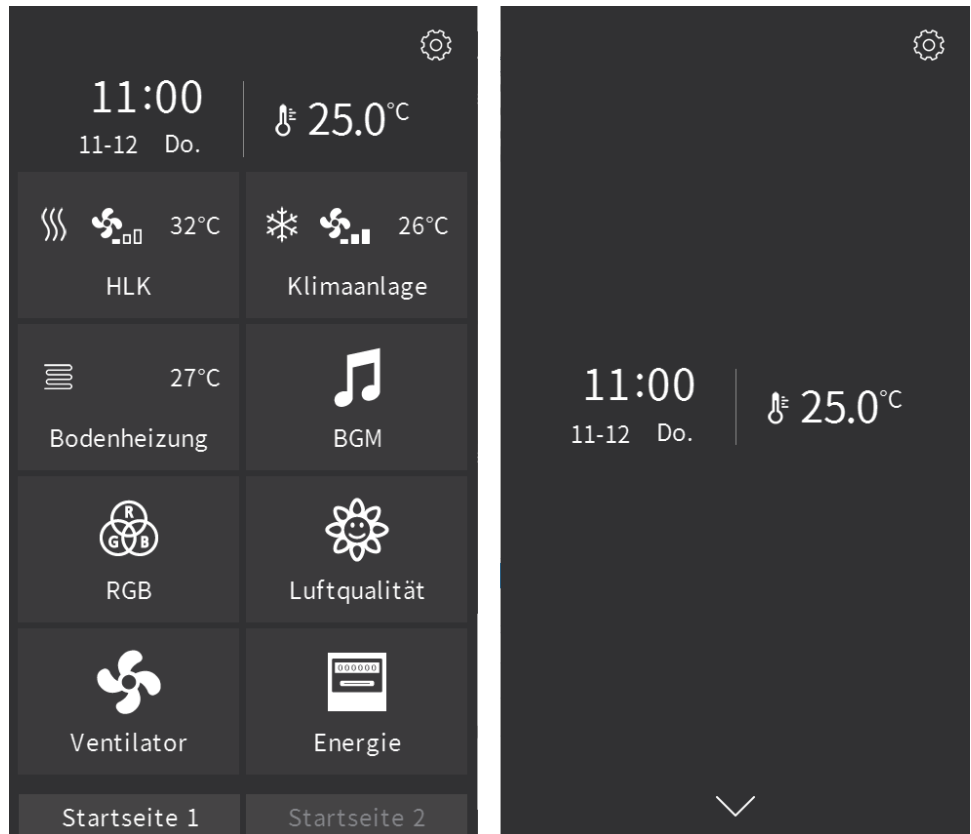 11:00
11-12 Do.
25.0°C
32°C
HLK
26°C
Klimaanlage
27°C
Bodenheizung
BGM
R
G B
RGB
Luftqualität
Ventilator
000000
Energie
Startseite 1
Startseite 2
11:00
11-12 Do.
25.0°C